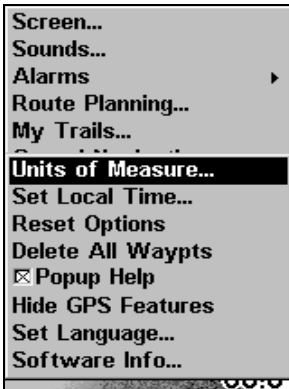 Screen...
Sounds...
Alarms
Route Planning...
My Trails...
Units of Measure...
Set Local Time...
Reset Options
Delete All Waypts
Popup Help
Hide GPS Features
Set Language...
Software Info...